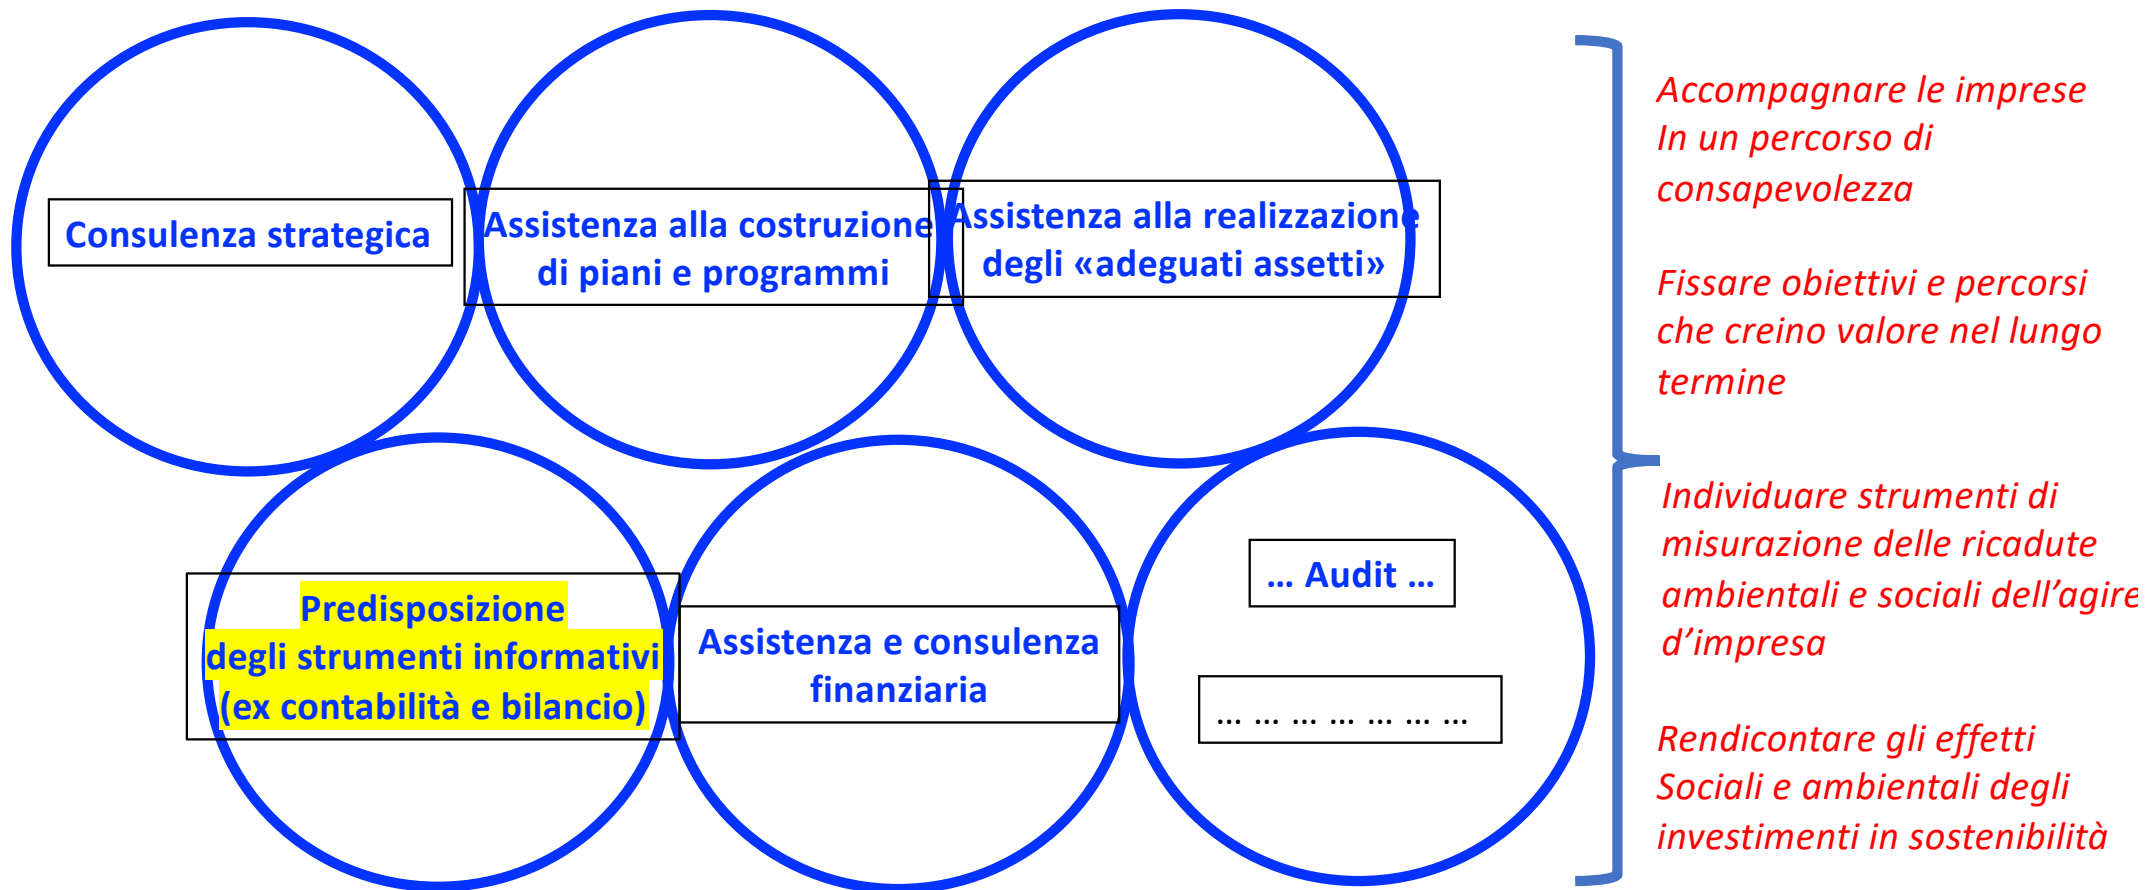 Consulenza strategica
Assistenza alla costruzione
di piani e programmi
Assistenza alla realizzazione
degli «adeguati assetti»
Predisposizione
degli strumenti informativi
(ex contabilità e bilancio)
Assistenza e consulenza
finanziaria
... Audit ...
... ... ... ... ... ... ...
Accompagnare le imprese
In un percorso di
consapevolezza
Fissare obiettivi e percorsi
che creino valore nel lungo
termine
Individuare strumenti di
misurazione delle ricadute
ambientali e sociali dell’agire
d’impresa
Rendicontare gli effetti
Sociali e ambientali degli
investimenti in sostenibilità